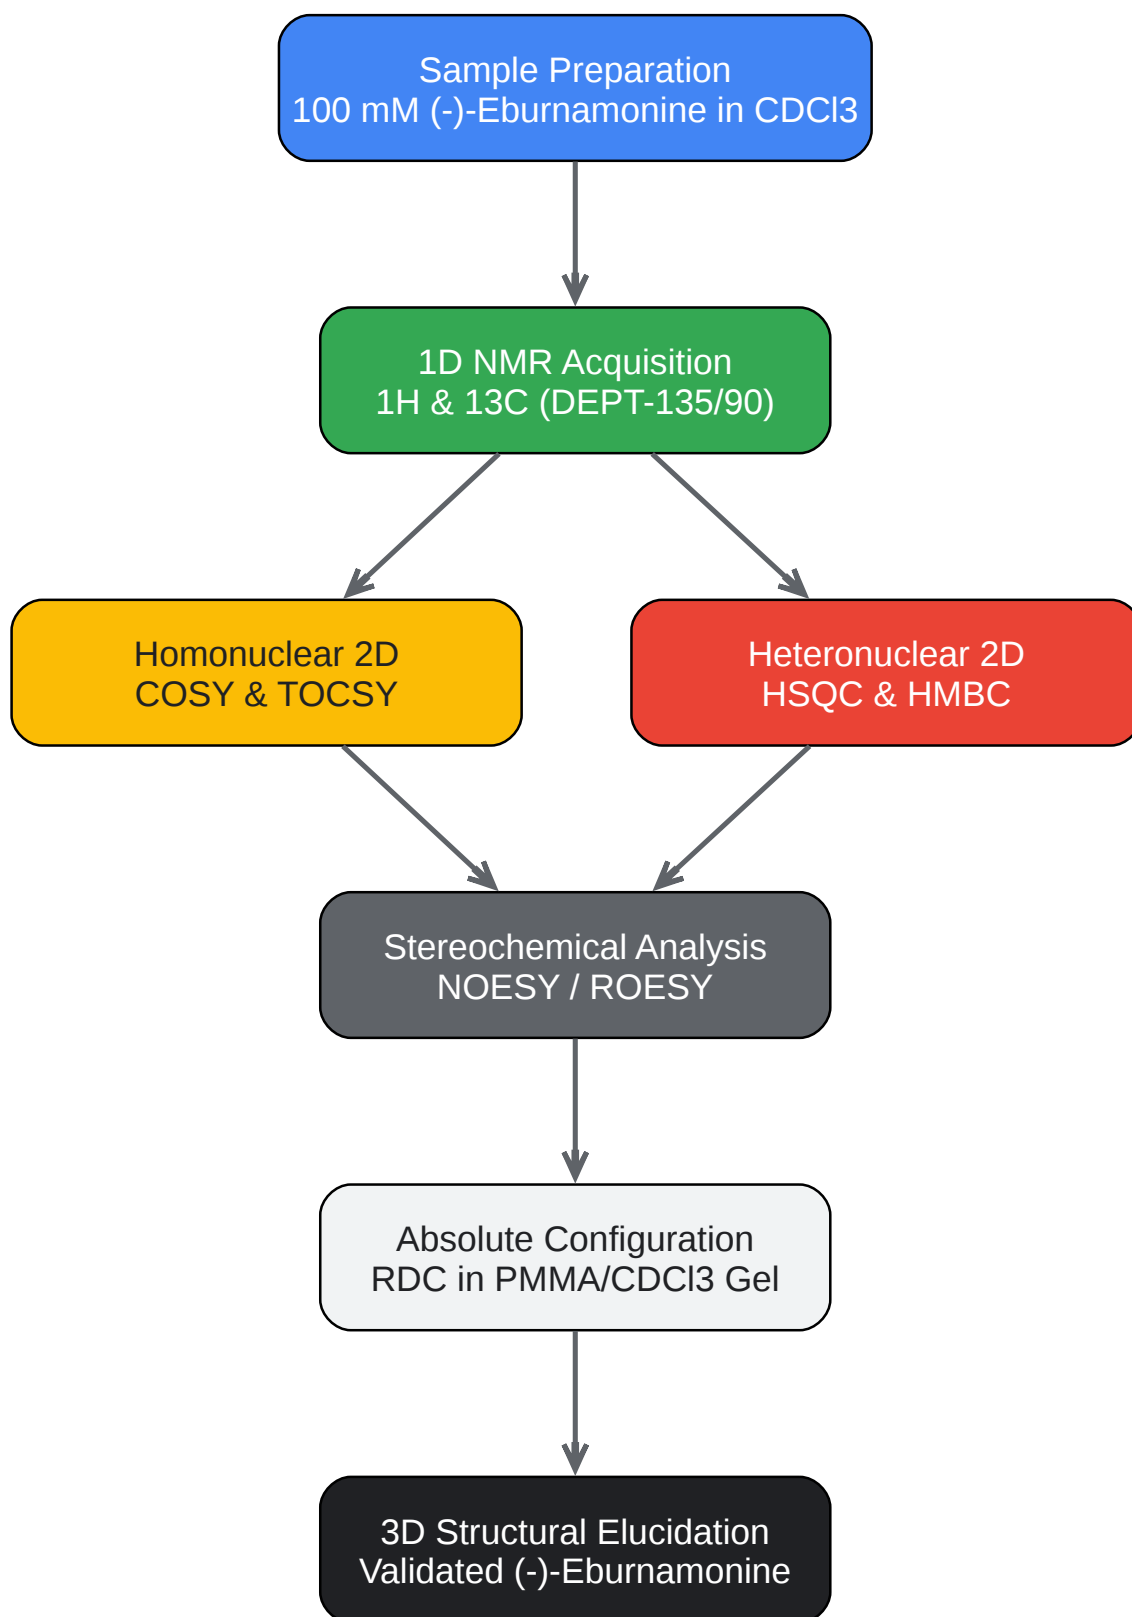 Sample Preparation
100 mM (-)-Eburnamonine in CDCl3
1D NMR Acquisition
1H & 13C (DEPT-135/90)
Homonuclear 2D
COSY & TOCSY
Heteronuclear 2D
HSQC & HMBC
Stereochemical Analysis
NOESY / ROESY
Absolute Configuration
RDC in PMMA/CDCl3 Gel
3D Structural Elucidation
Validated (-)-Eburnamonine